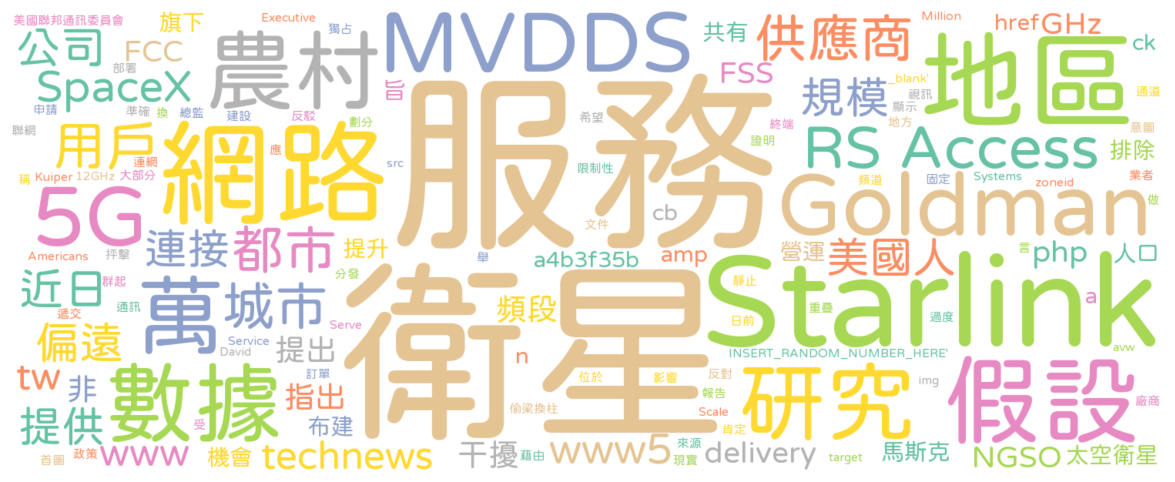 美國聯邦通訊委員會 旗下 Executive 獨占 MVDDS 共有 供應商 Million hrefGHz
公司 FCC 農村 FSS 地區 ck
部署 SpaceX 旨 規模 _blank' 視訊 通道
申請 準確 換 總監 建設 反駁 劃分 希望 終端 顯示 地方 意圖
聯網 用戶 網路 應 src 服務 證明 RS Access 排除
稱 Kuiper 連網 12GHz 大部分 限制性 頻道 固定 Systems zoneid 業者 做
5G 連接 都市 提升 文件 cb Goldman
Americans 抨擊 群起 分發 舉 a4b3f35b amp 營運 美國人 言 php 人口
近日 通訊 萬 城市 衛星 頻段 靜止 Starlink 重疊 過度 a
遞交 日前
偏遠 Service David 提出 Serve n INSERT_RANDOM_NUMBER_HERE' avw
tw 非 數據 訂單 指出 位於 影響 反對 研究 img 假設
提供 受 布建 偷梁換柱 報告 Scale 肯定 廠商
首圖 政策 www 機會 technews 干擾 藉由 www5 來源 現實 delivery target 馬斯克 NGSO 太空衛星